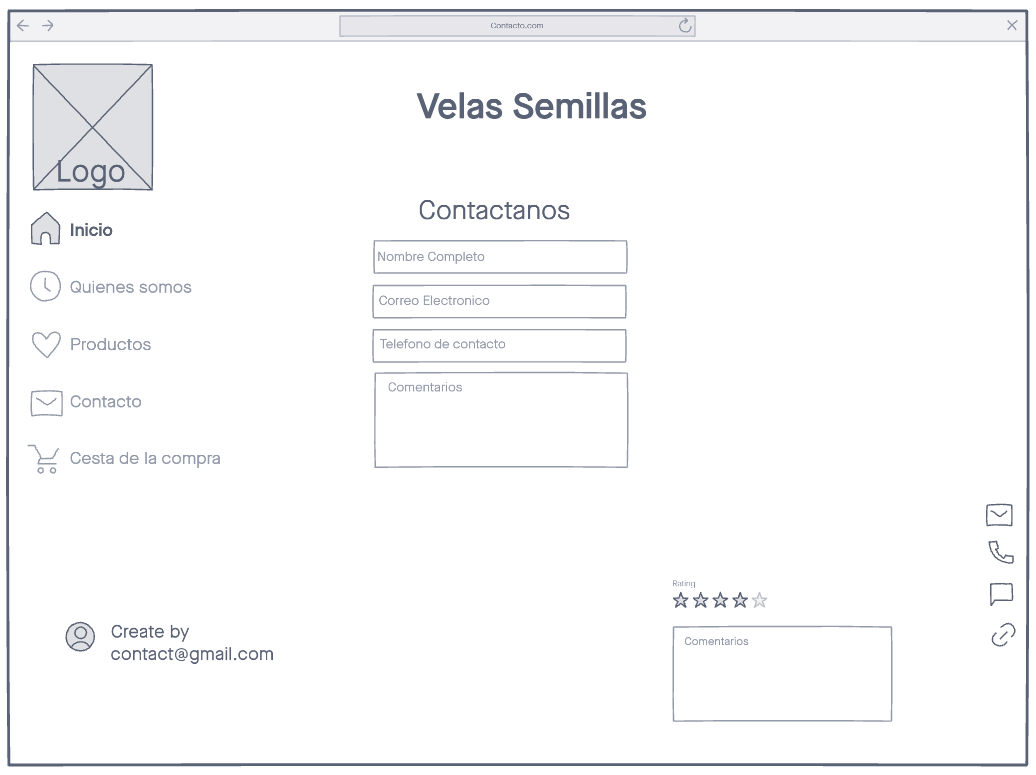 Contacto.com
Velas Semillas
Logo
Inicio
Quienes somos
Productos
Contacto
Cesta de la compra
Contactanos
Nombre Completo
Correo Electronico
Telefono de contacto
Comentarios
Rating
Comentarios
Create by
contact@gmail.com